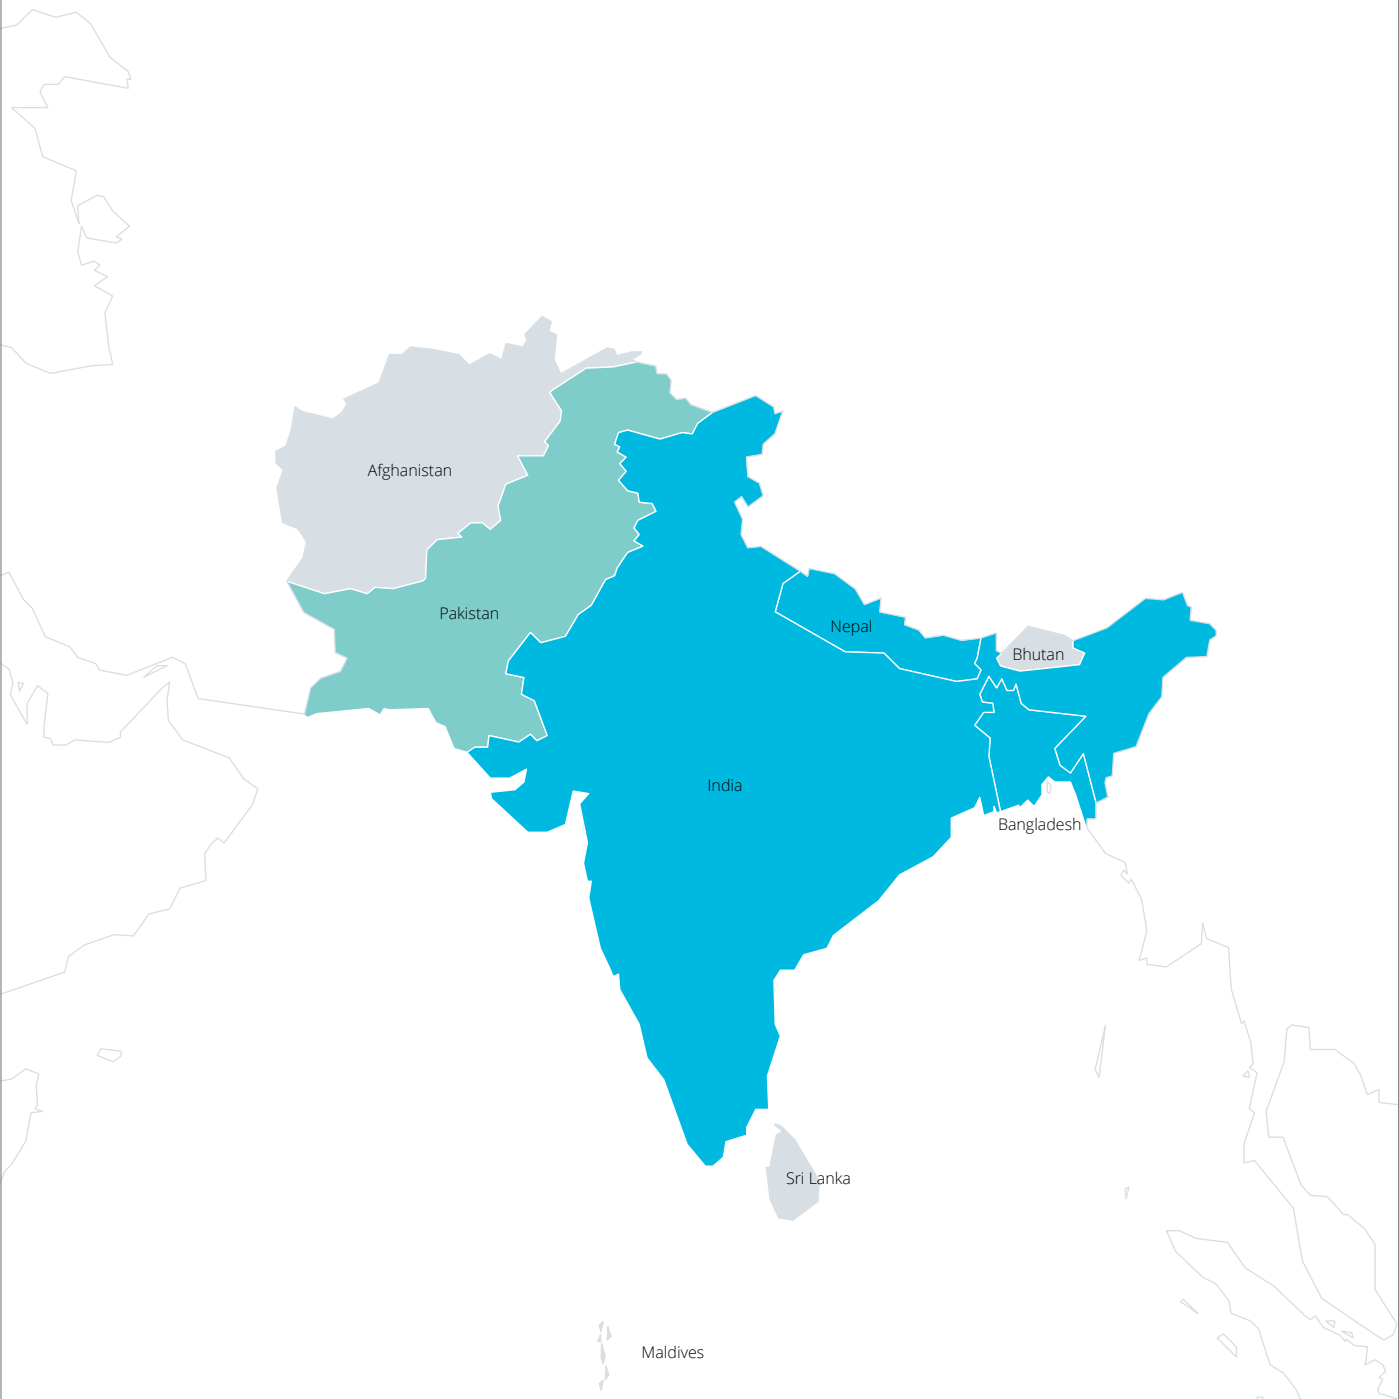 Afghanistan
Pakistan
Nepal
Bhutan
India
Bangladesh
Sri Lanka
Maldives